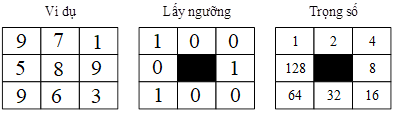 Ví dụ Lấy ngưỡng Trọng số
9 7 1 1 0 0 1 2 4
5 8 9 0 1 128 8
9 6 3 1 0 0 64 32 16